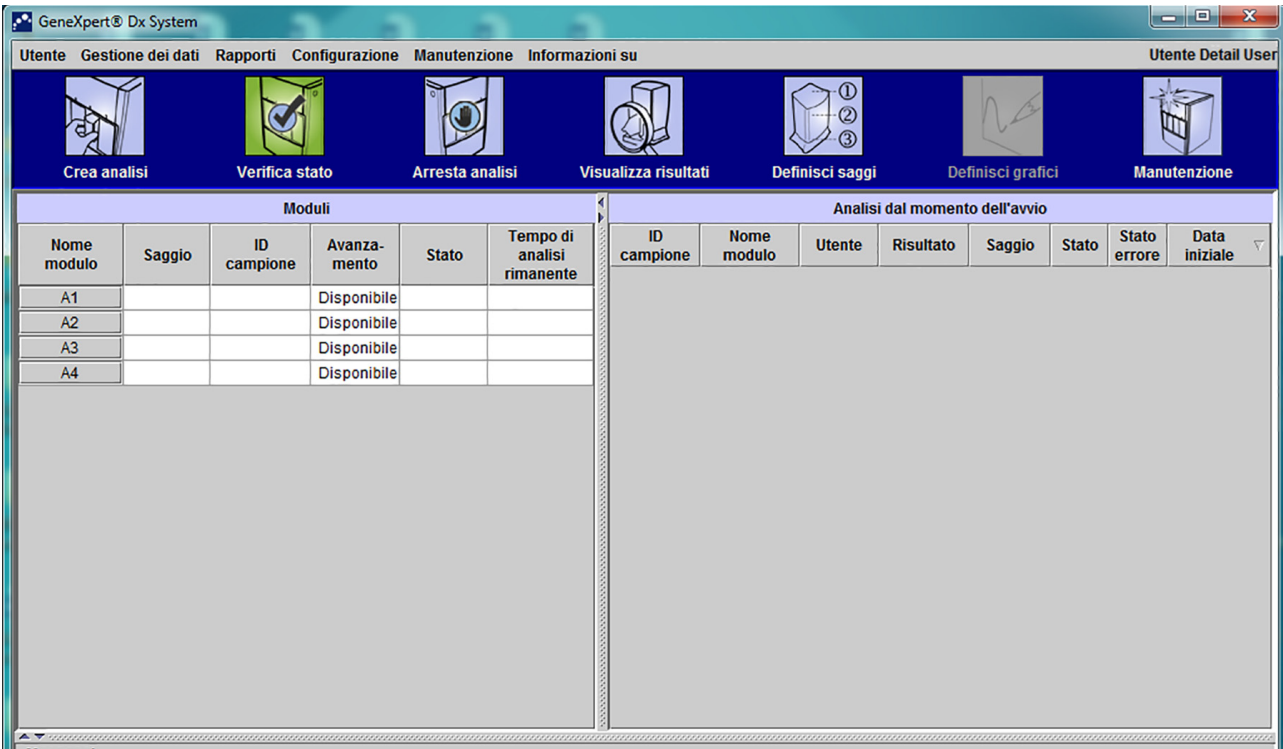 GeneXpert® Dx System
Utente Gestione dei dati Rapporti Configurazione Manutenzione Informazioni su Utente Detail User
①
②
③
Crea analisi Verifica stato Arresta analisi Visualizza risultati Definisci saggi Definisci grafici Manutenzione
Moduli
Nome modulo Saggio ID campione Avanza-mento Stato Tempo di analisi rimanente
A1 Disponibile
A2 Disponibile
A3 Disponibile
A4 Disponibile
Analisi dal momento dell'avvio
ID campione Nome modulo Utente Risultato Saggio Stato Stato errore Data iniziale